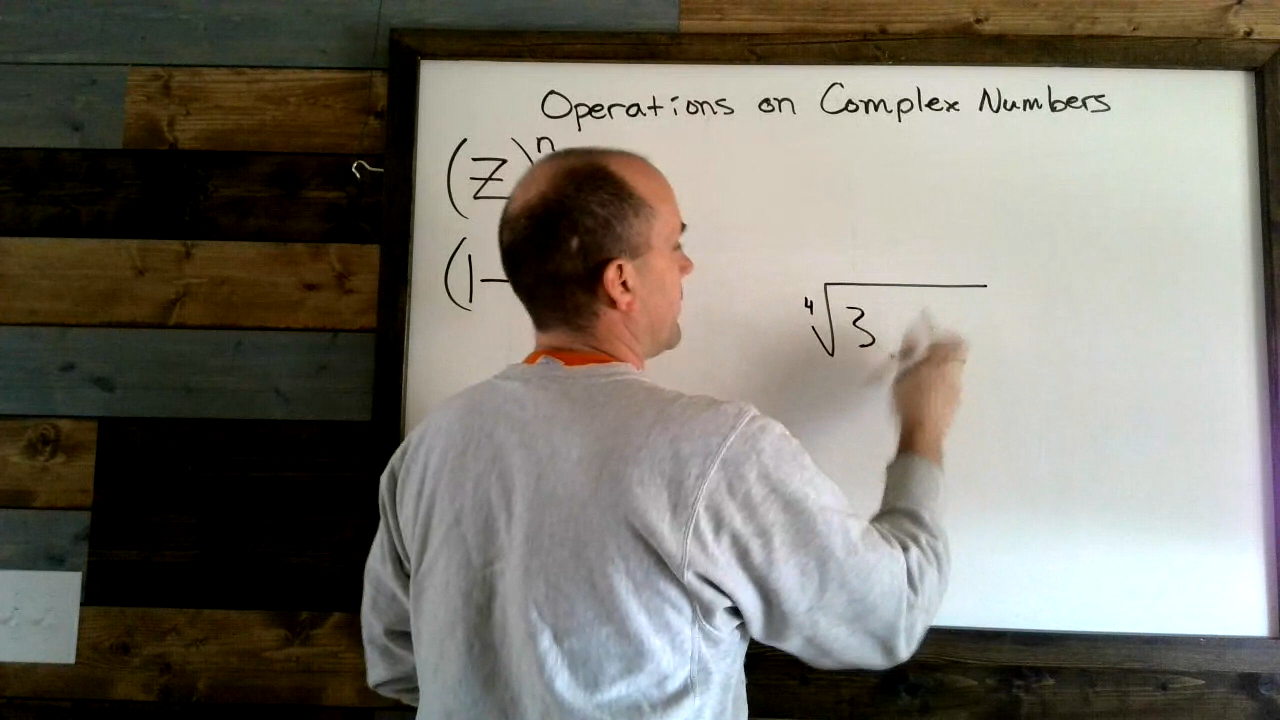 Operations on Complex Numbers
(Z)ⁿ
(1-
⁴√3